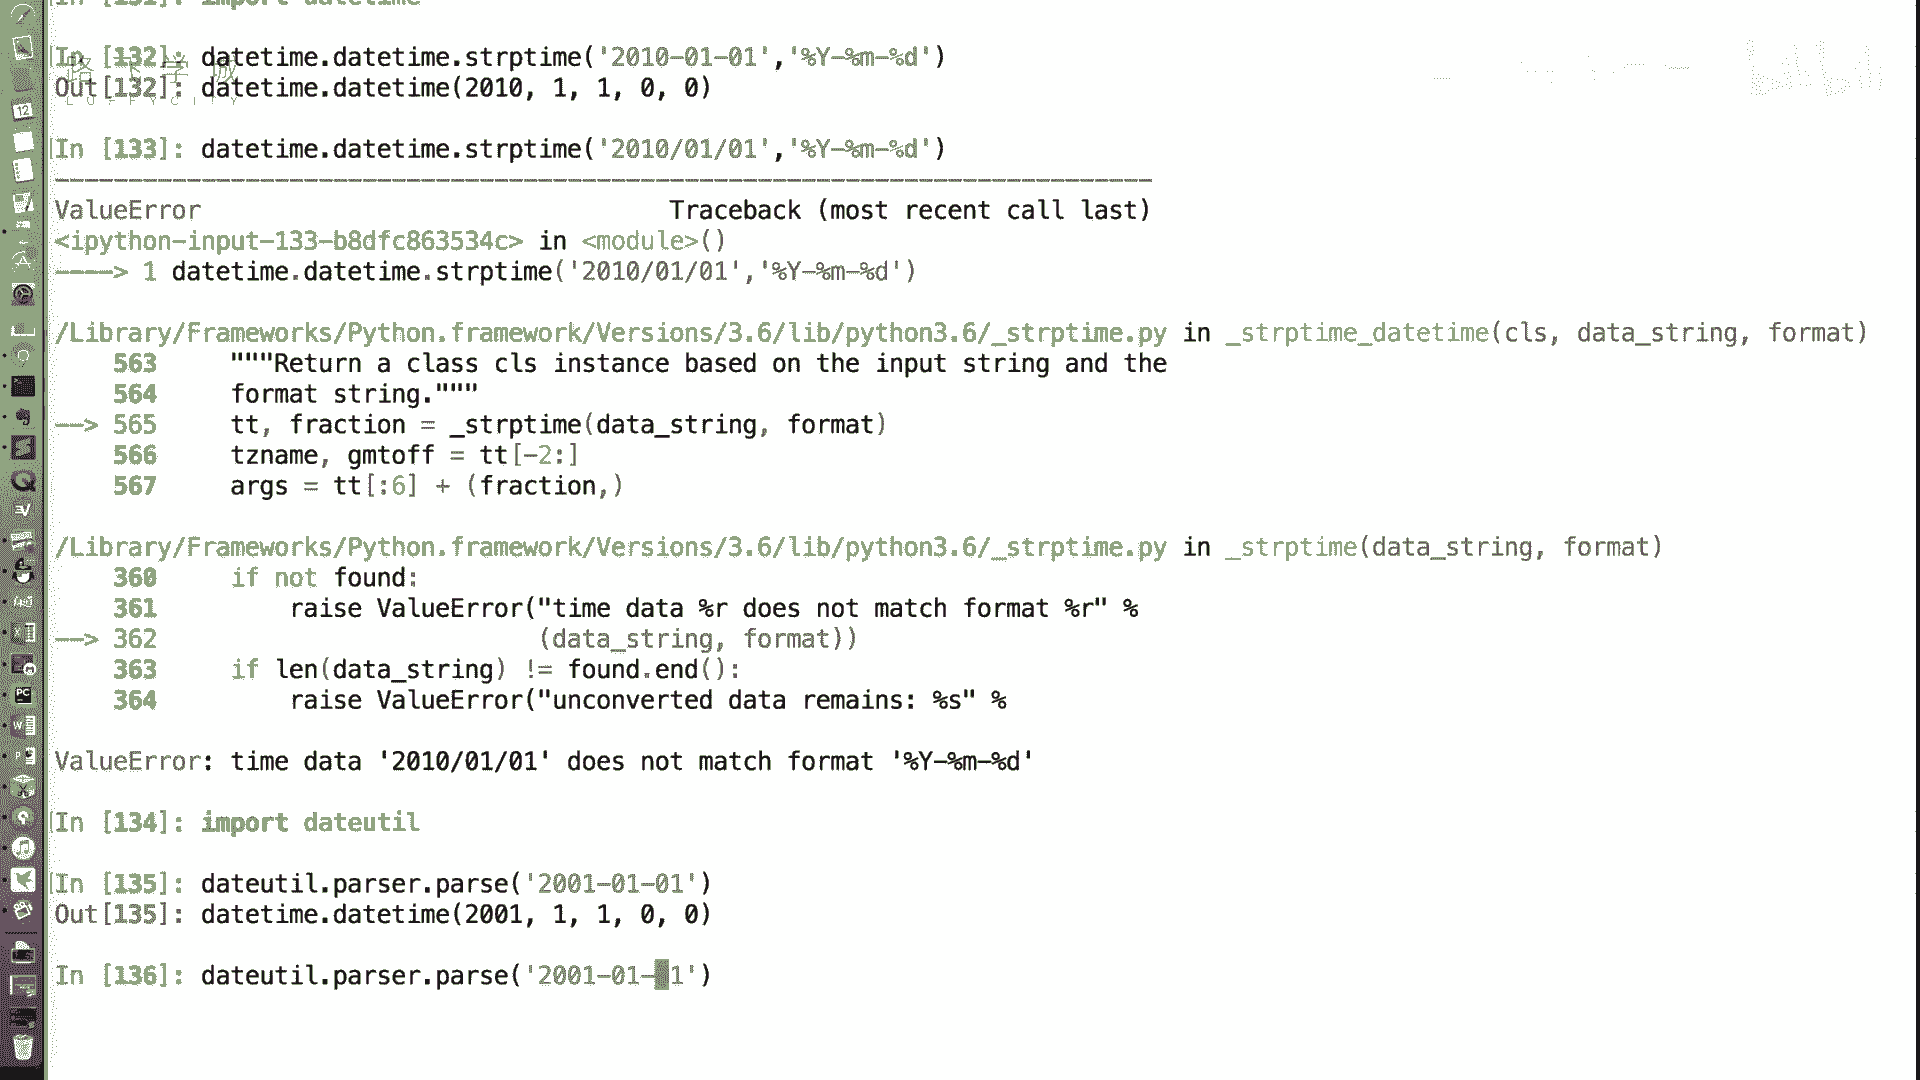 In [131]: import datetime
In [132]: datetime.datetime.strptime('2010-01-01','%Y-%m-%d')
Out[132]: datetime.datetime(2010, 1, 1, 0, 0)
In [133]: datetime.datetime.strptime('2010/01/01','%Y-%m-%d')
---------------------------------------------------------------------------
ValueError                                Traceback (most recent call last)
<ipython-input-133-b8dfc863534c> in <module>()
----> 1 datetime.datetime.strptime('2010/01/01','%Y-%m-%d')
/Library/Frameworks/Python.framework/Versions/3.6/lib/python3.6/_strptime.py in _strptime_datetime(cls, data_string, format)
    563     """Return a class cls instance based on the input string and the
    564     format string."""
--> 565     tt, fraction = _strptime(data_string, format)
    566     tzname, gmtoff = tt[-2:]
    567     args = tt[:6] + (fraction,)
/Library/Frameworks/Python.framework/Versions/3.6/lib/python3.6/_strptime.py in _strptime(data_string, format)
    360     if not found:
    361         raise ValueError("time data %r does not match format %r" %
--> 362                          (data_string, format))
    363     if len(data_string) != found.end():
    364         raise ValueError("unconverted data remains: %s" %
ValueError: time data '2010/01/01' does not match format '%Y-%m-%d'
In [134]: import dateutil
In [135]: dateutil.parser.parse('2001-01-01')
Out[135]: datetime.datetime(2001, 1, 1, 0, 0)
In [136]: dateutil.parser.parse('2001-01-01')
LUFFYCITY
bilibili
12
PC